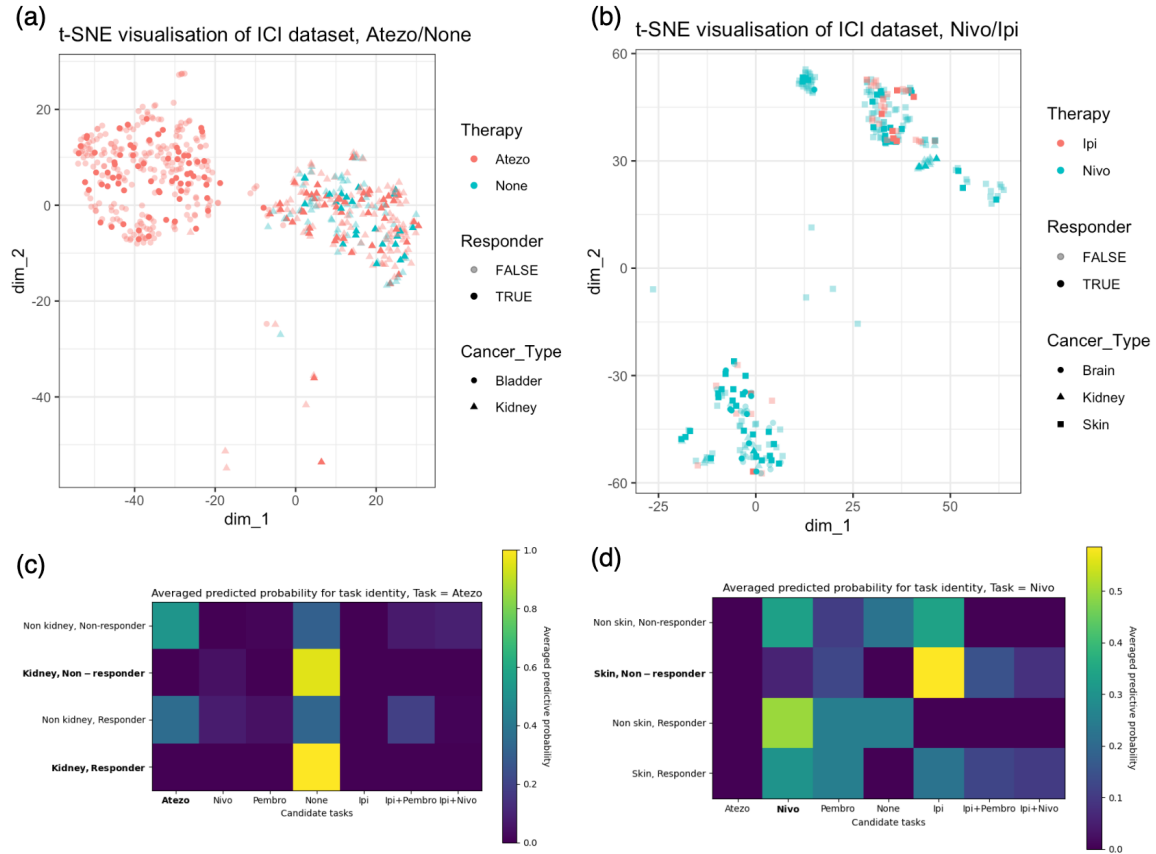 (a)
t-SNE visualisation of ICI dataset, Atezo/None
20
0
-20
-40
dim_2
-40
-20
0
20
dim_1
Therapy
Atezo
None
Responder
FALSE
TRUE
Cancer_Type
Bladder
Kidney
(b)
t-SNE visualisation of ICI dataset, Nivo/Ipi
60
30
0
-30
-60
dim_2
-25
0
25
50
dim_1
Therapy
Ipi
Nivo
Responder
FALSE
TRUE
Cancer_Type
Brain
Kidney
Skin
(c)
Averaged predicted probability for task identity, Task = Atezo
Non kidney, Non-responder
Kidney, Non – responder
Non kidney, Responder
Kidney, Responder
Atezo Nivo Pembro None Ipi Ipi+Pembro Ipi+Nivo
Candidate tasks
1.0
0.8
0.6
0.4
0.2
0.0
Averaged predictive probability
(d)
Averaged predicted probability for task identity, Task = Nivo
Non skin, Non-responder
Skin, Non – responder
Non skin, Responder
Skin, Responder
Atezo Nivo Pembro None Ipi Ipi+Pembro Ipi+Nivo
Candidate tasks
0.5
0.4
0.3
0.2
0.1
0.0
Averaged predictive probability